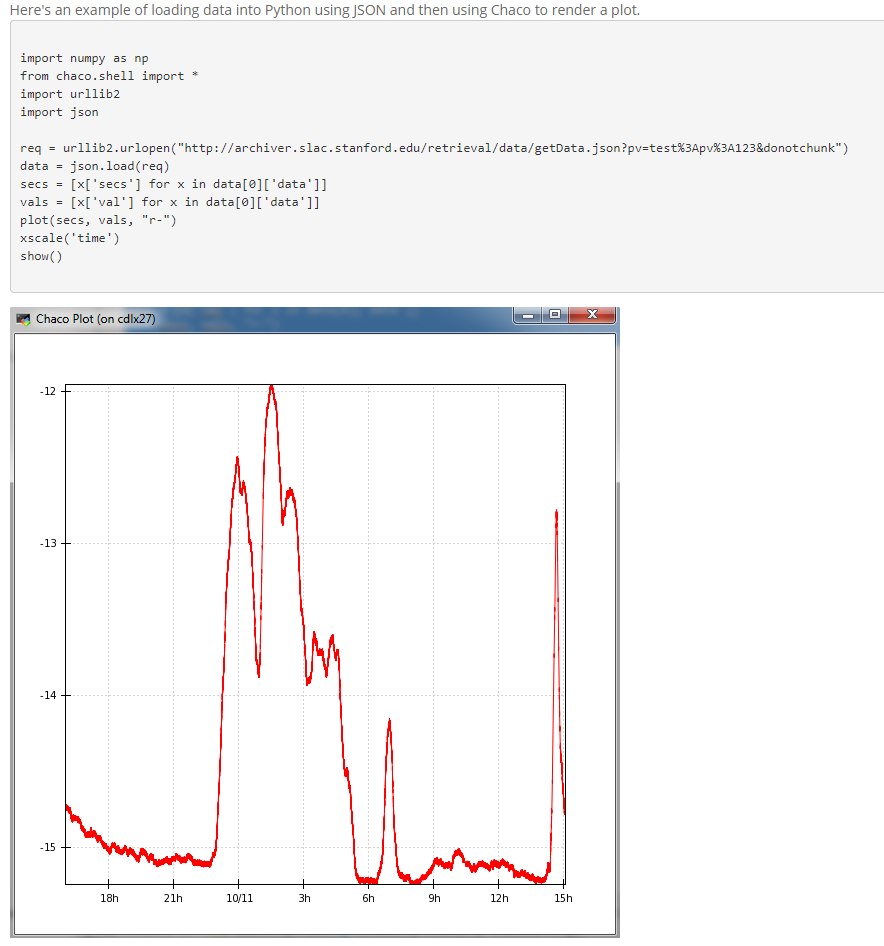 Here's an example of loading data into Python using JSON and then using Chaco to render a plot.
import numpy as np
from chaco.shell import *
import urllib2
import json
req = urllib2.urlopen("http://archiver.slac.stanford.edu/retrieval/data/getData.json?pv=test%3Apv%3A123&donotchunk")
data = json.load(req)
secs = [x['secs'] for x in data[0]['data']]
vals = [x['val'] for x in data[0]['data']]
plot(secs, vals, "r-")
xscale('time')
show()
Chaco Plot (on cdlx27)
-12
-13
-14
-15
18h 21h 10/11 3h 6h 9h 12h 15h